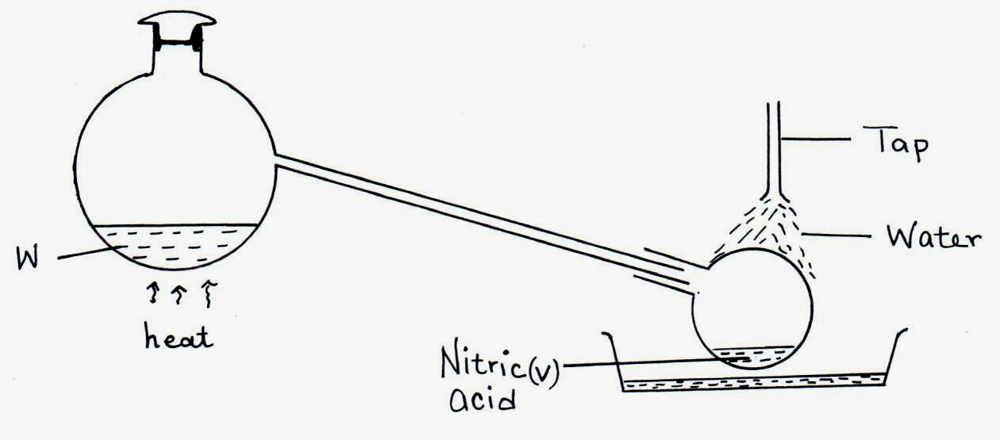 Tap
Water
W
heat
Nitric(v)
acid